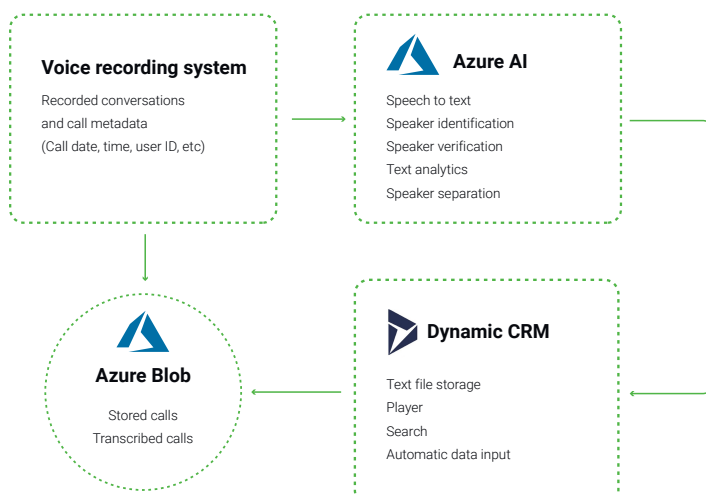 Voice recording system
Recorded conversations
and call metadata
(Call date, time, user ID, etc)
Azure AI
Speech to text
Speaker identification
Speaker verification
Text analytics
Speaker separation
Azure Blob
Stored calls
Transcribed calls
Dynamic CRM
Text file storage
Player
Search
Automatic data input